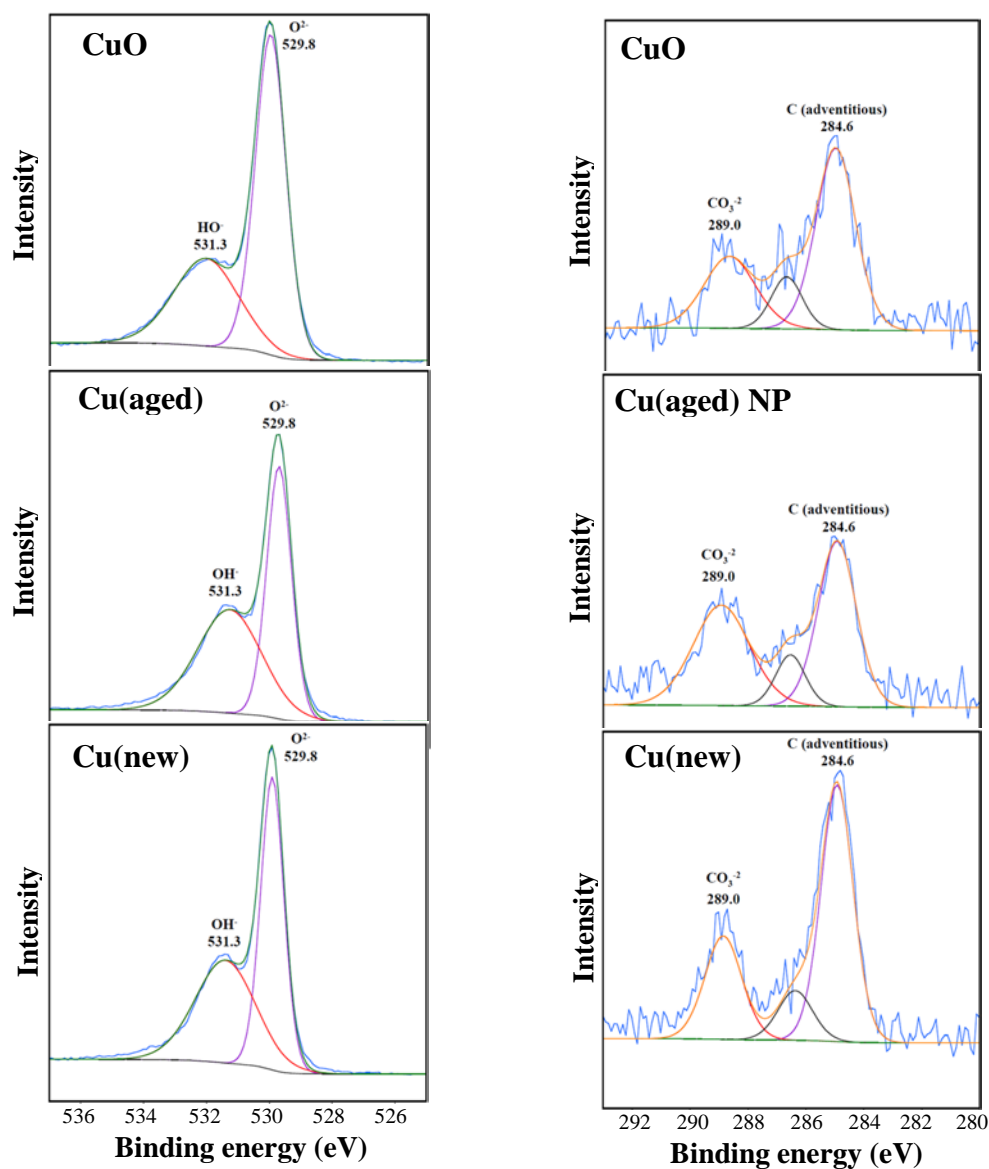 CuO
O²⁻
529.8
HO⁻
531.3
Intensity
Cu(aged)
O²⁻
529.8
OH⁻
531.3
Intensity
Cu(new)
O²⁻
529.8
OH⁻
531.3
Intensity
536 534 532 530 528 526
Binding energy (eV)
CuO
C (adventitious)
284.6
CO₃⁻²
289.0
Intensity
Cu(aged) NP
C (adventitious)
284.6
CO₃⁻²
289.0
Intensity
Cu(new)
C (adventitious)
284.6
CO₃⁻²
289.0
Intensity
292 290 288 286 284 282 280
Binding energy (eV)